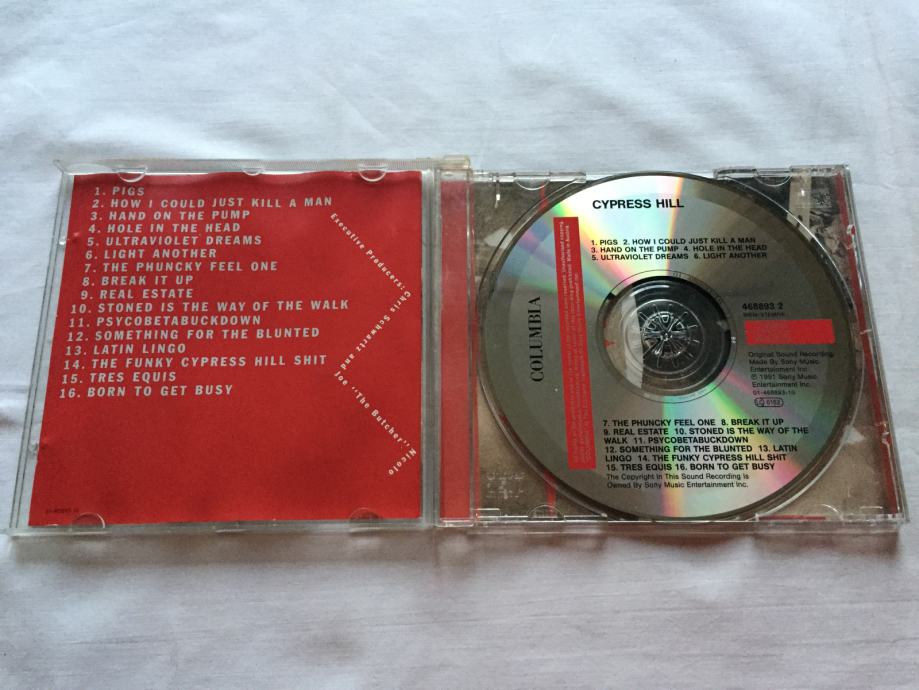 1. PIGS
2. HOW I COULD JUST KILL A MAN
3. HAND ON THE PUMP
4. HOLE IN THE HEAD
5. ULTRAVIOLET DREAMS
6. LIGHT ANOTHER
7. THE PHUNCKY FEEL ONE
8. BREAK IT UP
9. REAL ESTATE
10. STONED IS THE WAY OF THE WALK
11. PSYCOBETABUCKDOWN
12. SOMETHING FOR THE BLUNTED
13. LATIN LINGO
14. THE FUNKY CYPRESS HILL SHIT
15. TRES EQUIS
16. BORN TO GET BUSY
Executive Producers: Chris Schwartz and
Joe "The Butcher" Nicolo
CYPRESS HILL
1. PIGS 2. HOW I COULD JUST KILL A MAN
3. HAND ON THE PUMP 4. HOLE IN THE HEAD
5. ULTRAVIOLET DREAMS 6. LIGHT ANOTHER
COLUMBIA
468893 2
Original Sound Recording
Made By Sony Music
Entertainment Inc.
℗ 1991 Sony Music
Entertainment Inc.
01-468893-10
LC 0162
7. THE PHUNCKY FEEL ONE 8. BREAK IT UP
9. REAL ESTATE 10. STONED IS THE WAY OF THE
WALK 11. PSYCOBETABUCKDOWN
12. SOMETHING FOR THE BLUNTED 13. LATIN
LINGO 14. THE FUNKY CYPRESS HILL SHIT
15. TRES EQUIS 16. BORN TO GET BUSY
The Copyright in This Sound Recording is
Owned By Sony Music Entertainment Inc.